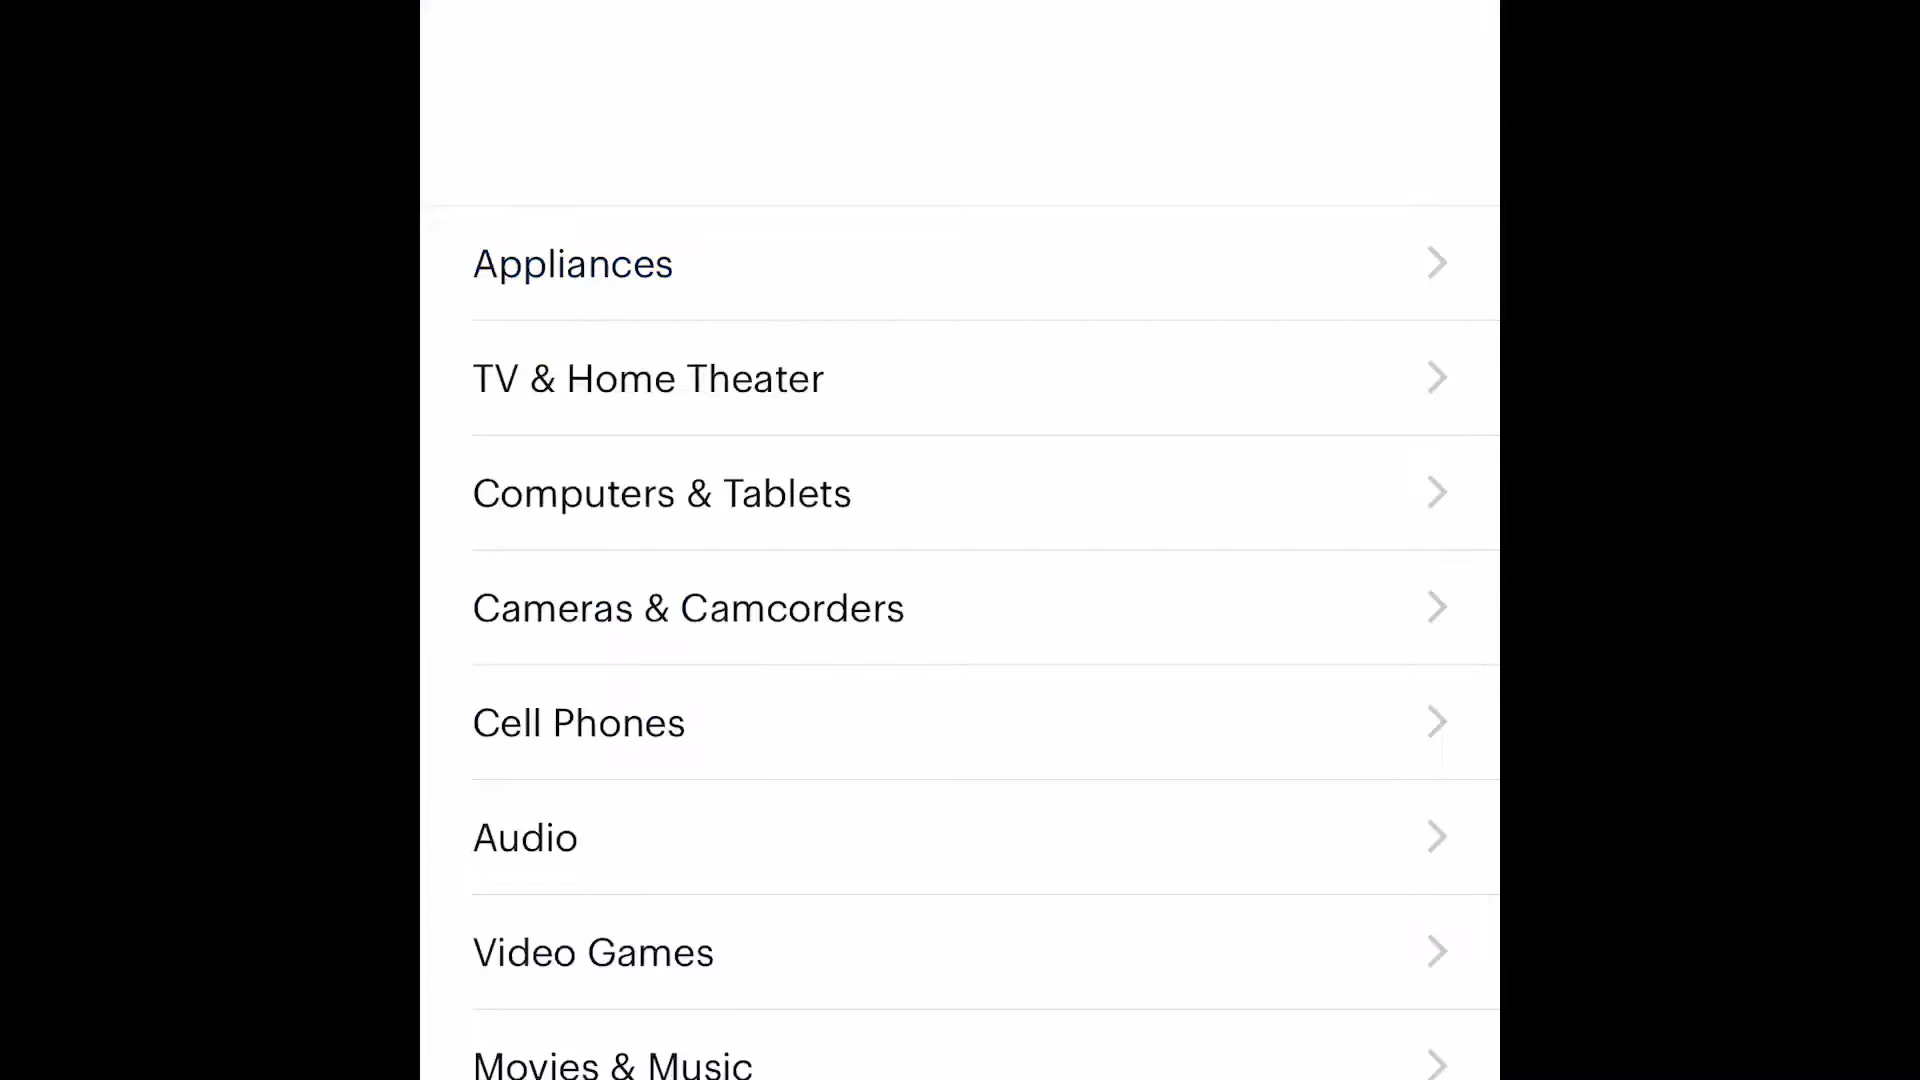 Appliances
TV & Home Theater
Computers & Tablets
Cameras & Camcorders
Cell Phones
Audio
Video Games
Movies & Music